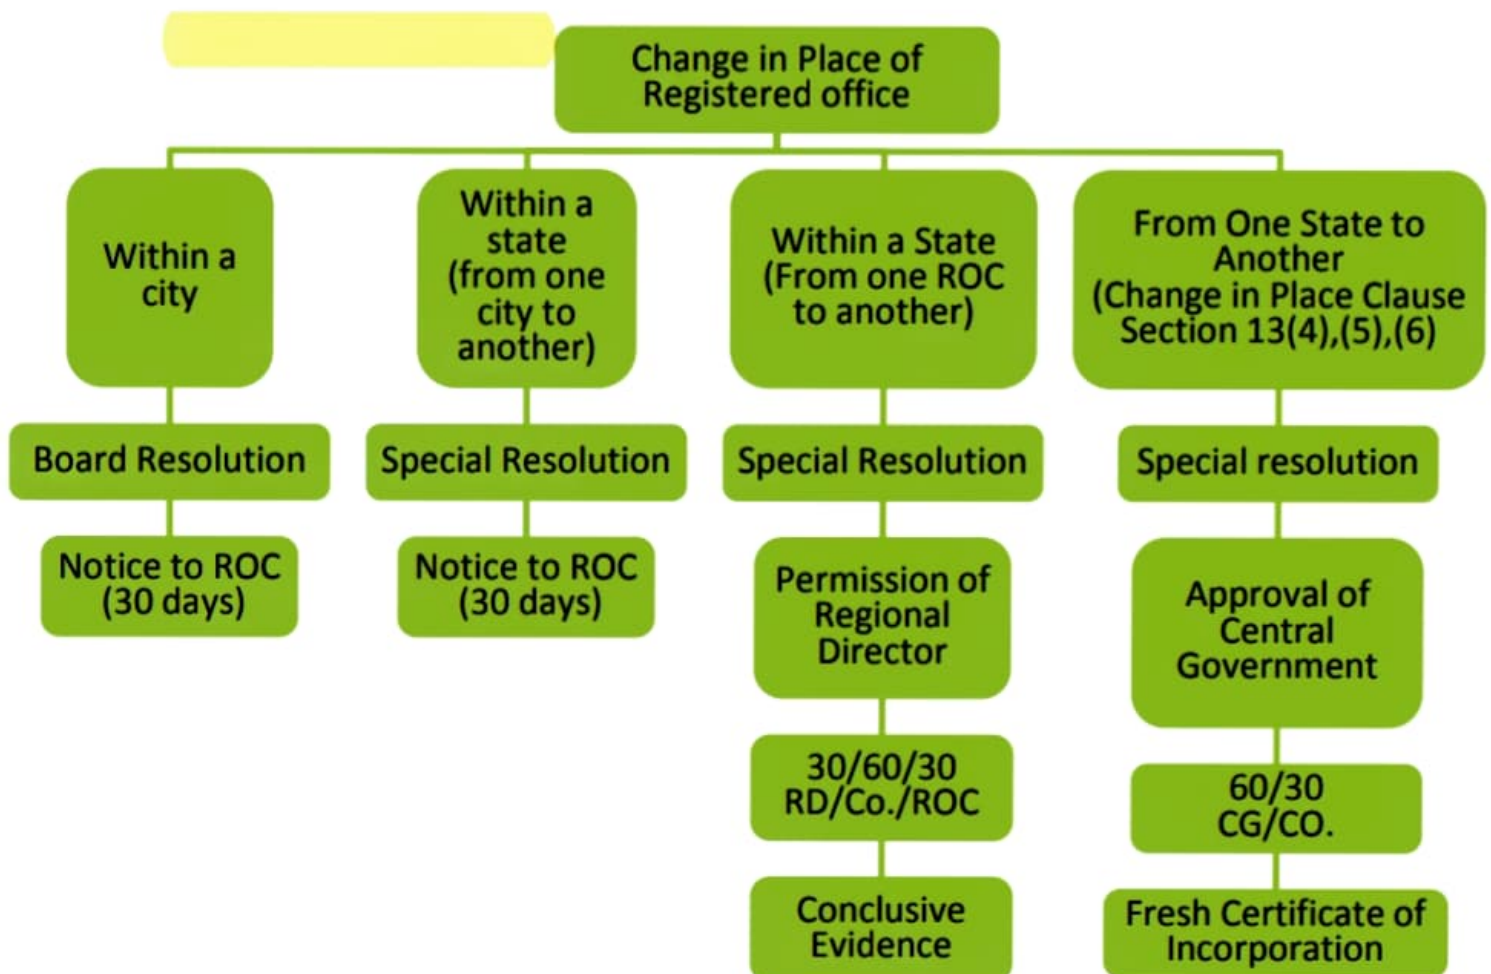 Change in Place of
Registered office
Within a
city
Board Resolution
Notice to ROC
(30 days)
Within a
state
(from one
city to
another)
Special Resolution
Notice to ROC
(30 days)
Within a State
(From one ROC
to another)
Special Resolution
Permission of
Regional
Director
30/60/30
RD/Co./ROC
Conclusive
Evidence
From One State to
Another
(Change in Place Clause
Section 13(4),(5),(6)
Special resolution
Approval of
Central
Government
60/30
CG/CO.
Fresh Certificate of
Incorporation